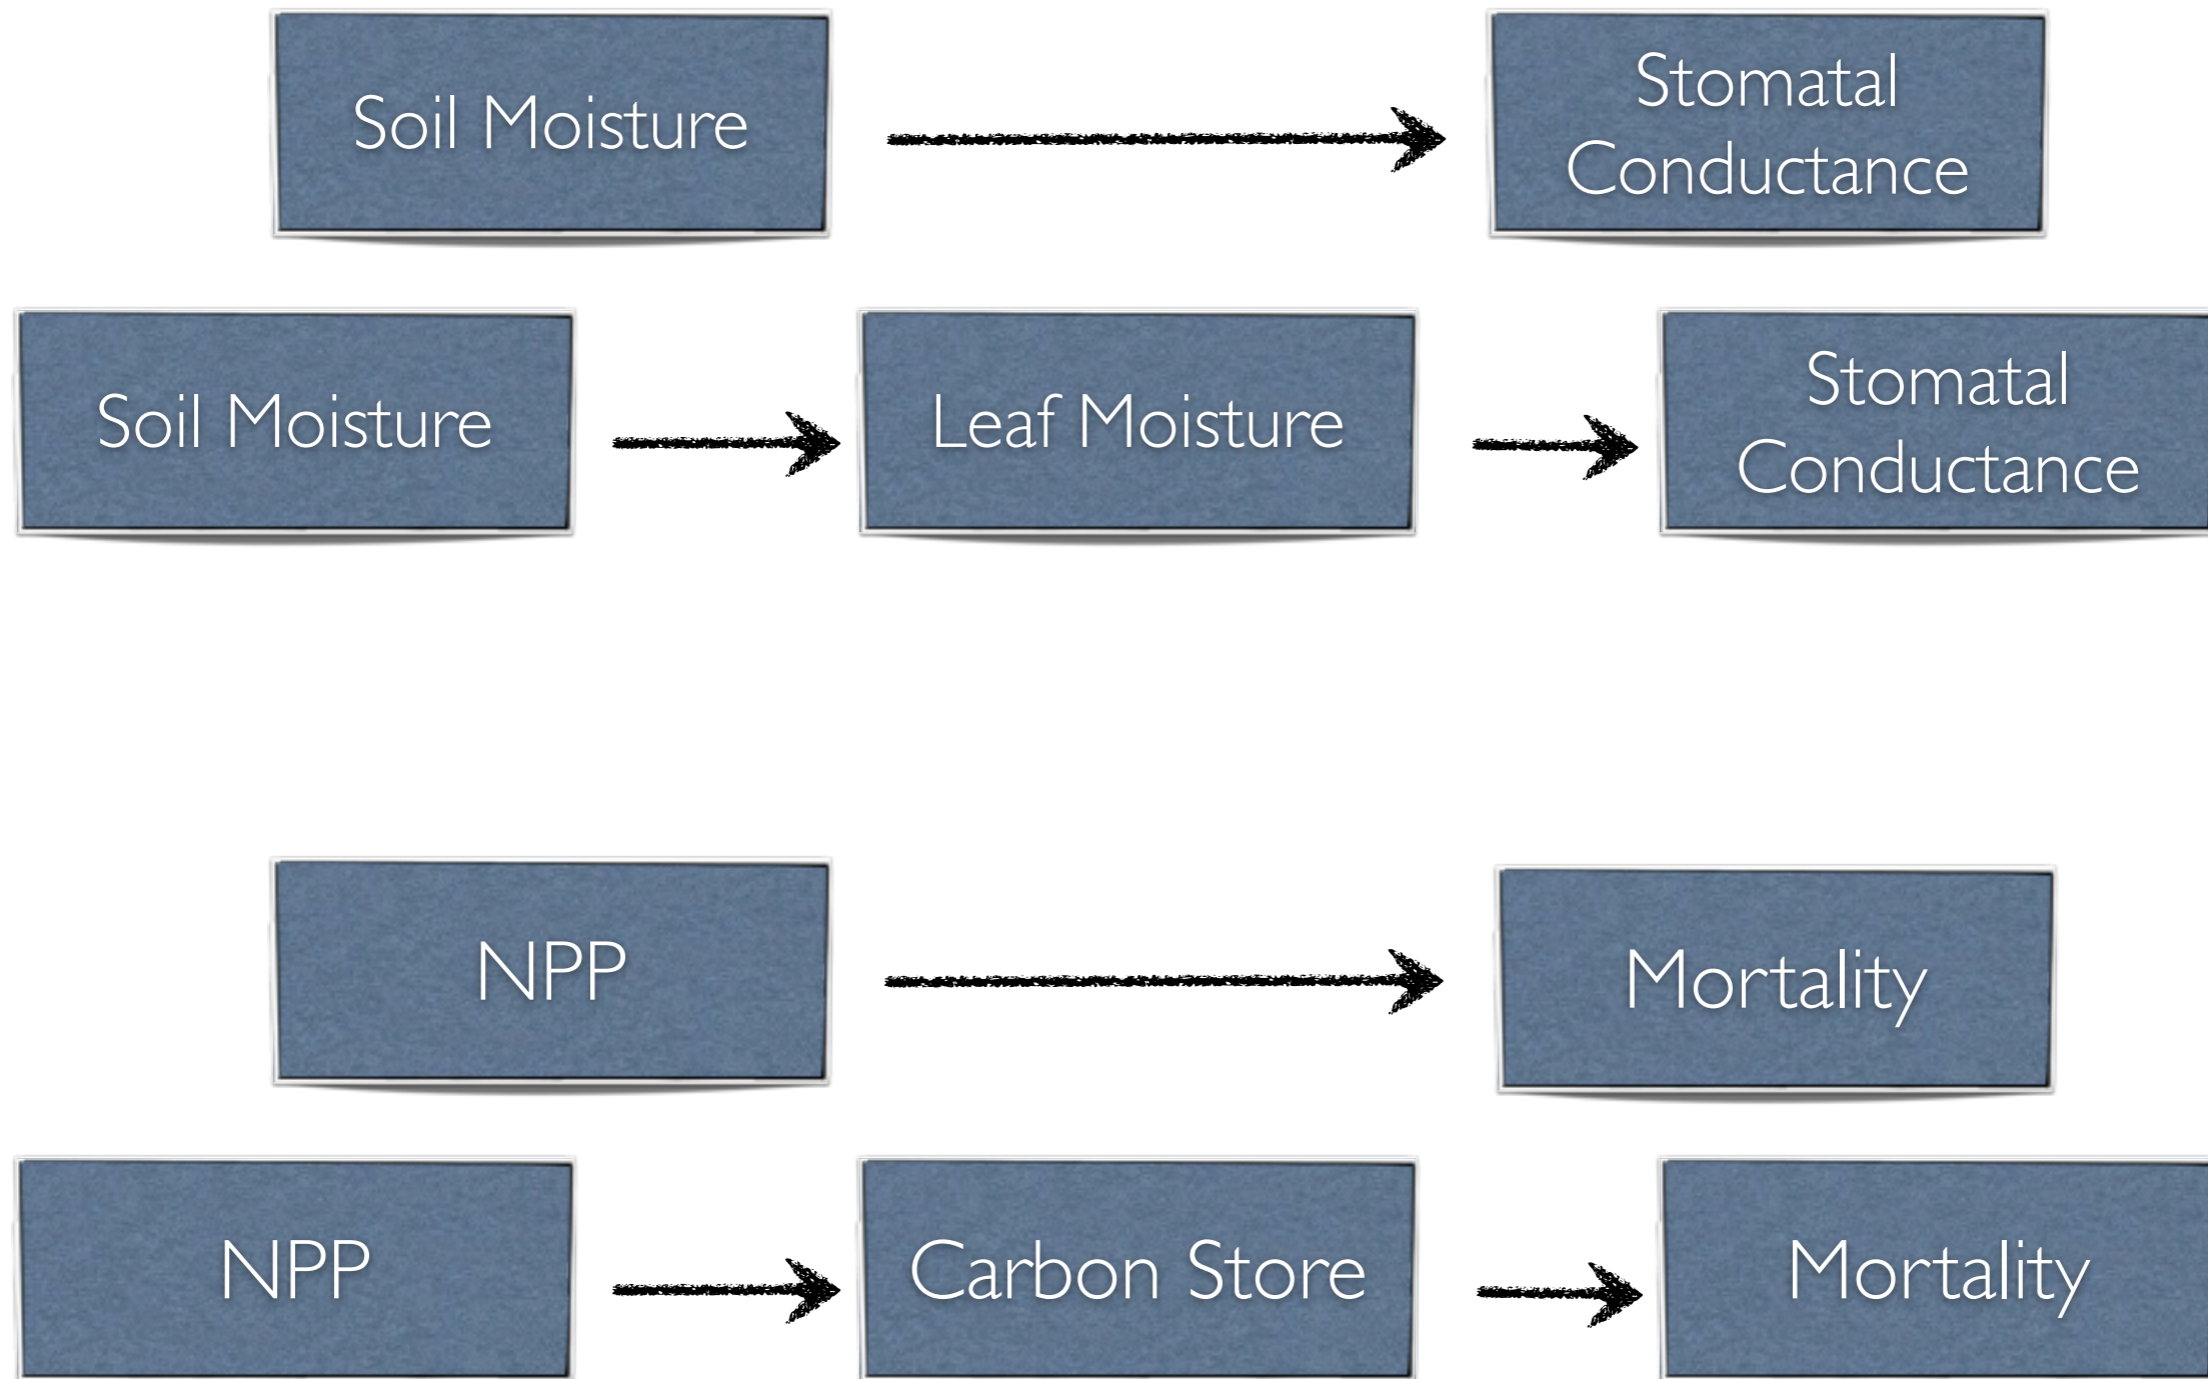 Soil Moisture
Stomatal
Conductance
Soil Moisture
Leaf Moisture
Stomatal
Conductance
NPP
Mortality
NPP
Carbon Store
Mortality